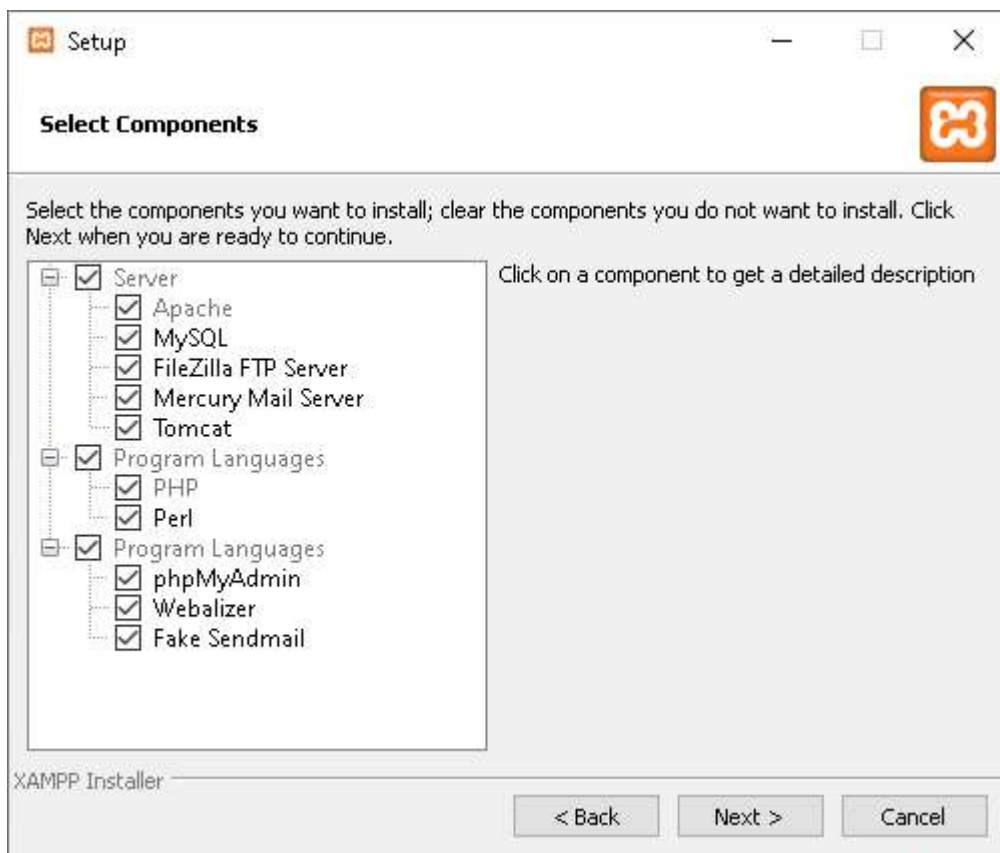 Setup
Select Components
Select the components you want to install; clear the components you do not want to install. Click
Next when you are ready to continue.
Server
Apache
MySQL
FileZilla FTP Server
Mercury Mail Server
Tomcat
Program Languages
PHP
Perl
Program Languages
phpMyAdmin
Webalizer
Fake Sendmail
Click on a component to get a detailed description
XAMPP Installer
< Back
Next >
Cancel